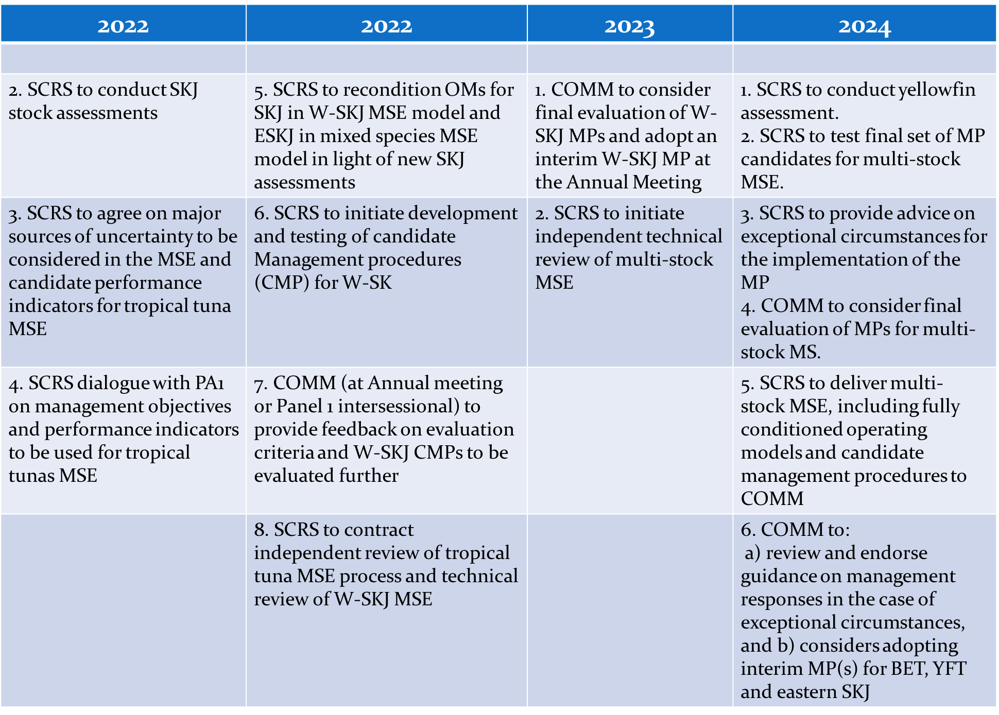 2022
2022
2023
2024
2. SCRS to conduct SKJ
stock assessments
5. SCRS to recondition OMs for
SKJ in W-SKJ MSE model and
ESKJ in mixed species MSE
model in light of new SKJ
assessments
1. COMM to consider
final evaluation of W-
SKJ MPs and adopt an
interim W-SKJ MP at
the Annual Meeting
1. SCRS to conduct yellowfin
assessment.
2. SCRS to test final set of MP
candidates for multi-stock
MSE.
3. SCRS to agree on major
sources of uncertainty to be
considered in the MSE and
candidate performance
indicators for tropical tuna
MSE
6. SCRS to initiate development
and testing of candidate
Management procedures
(CMP) for W-SK
2. SCRS to initiate
independent technical
review of multi-stock
MSE
3. SCRS to provide advice on
exceptional circumstances for
the implementation of the
MP
4. COMM to consider final
evaluation of MPs for multi-
stock MS.
4. SCRS dialogue with PA1
on management objectives
and performance indicators
to be used for tropical
tunas MSE
7. COMM (at Annual meeting
or Panel 1 intersessional) to
provide feedback on evaluation
criteria and W-SKJ CMPs to be
evaluated further
5. SCRS to deliver multi-
stock MSE, including fully
conditioned operating
models and candidate
management procedures to
COMM
8. SCRS to contract
independent review of tropical
tuna MSE process and technical
review of W-SKJ MSE
6. COMM to:
a) review and endorse
guidance on management
responses in the case of
exceptional circumstances,
and b) considers adopting
interim MP(s) for BET, YFT
and eastern SKJ